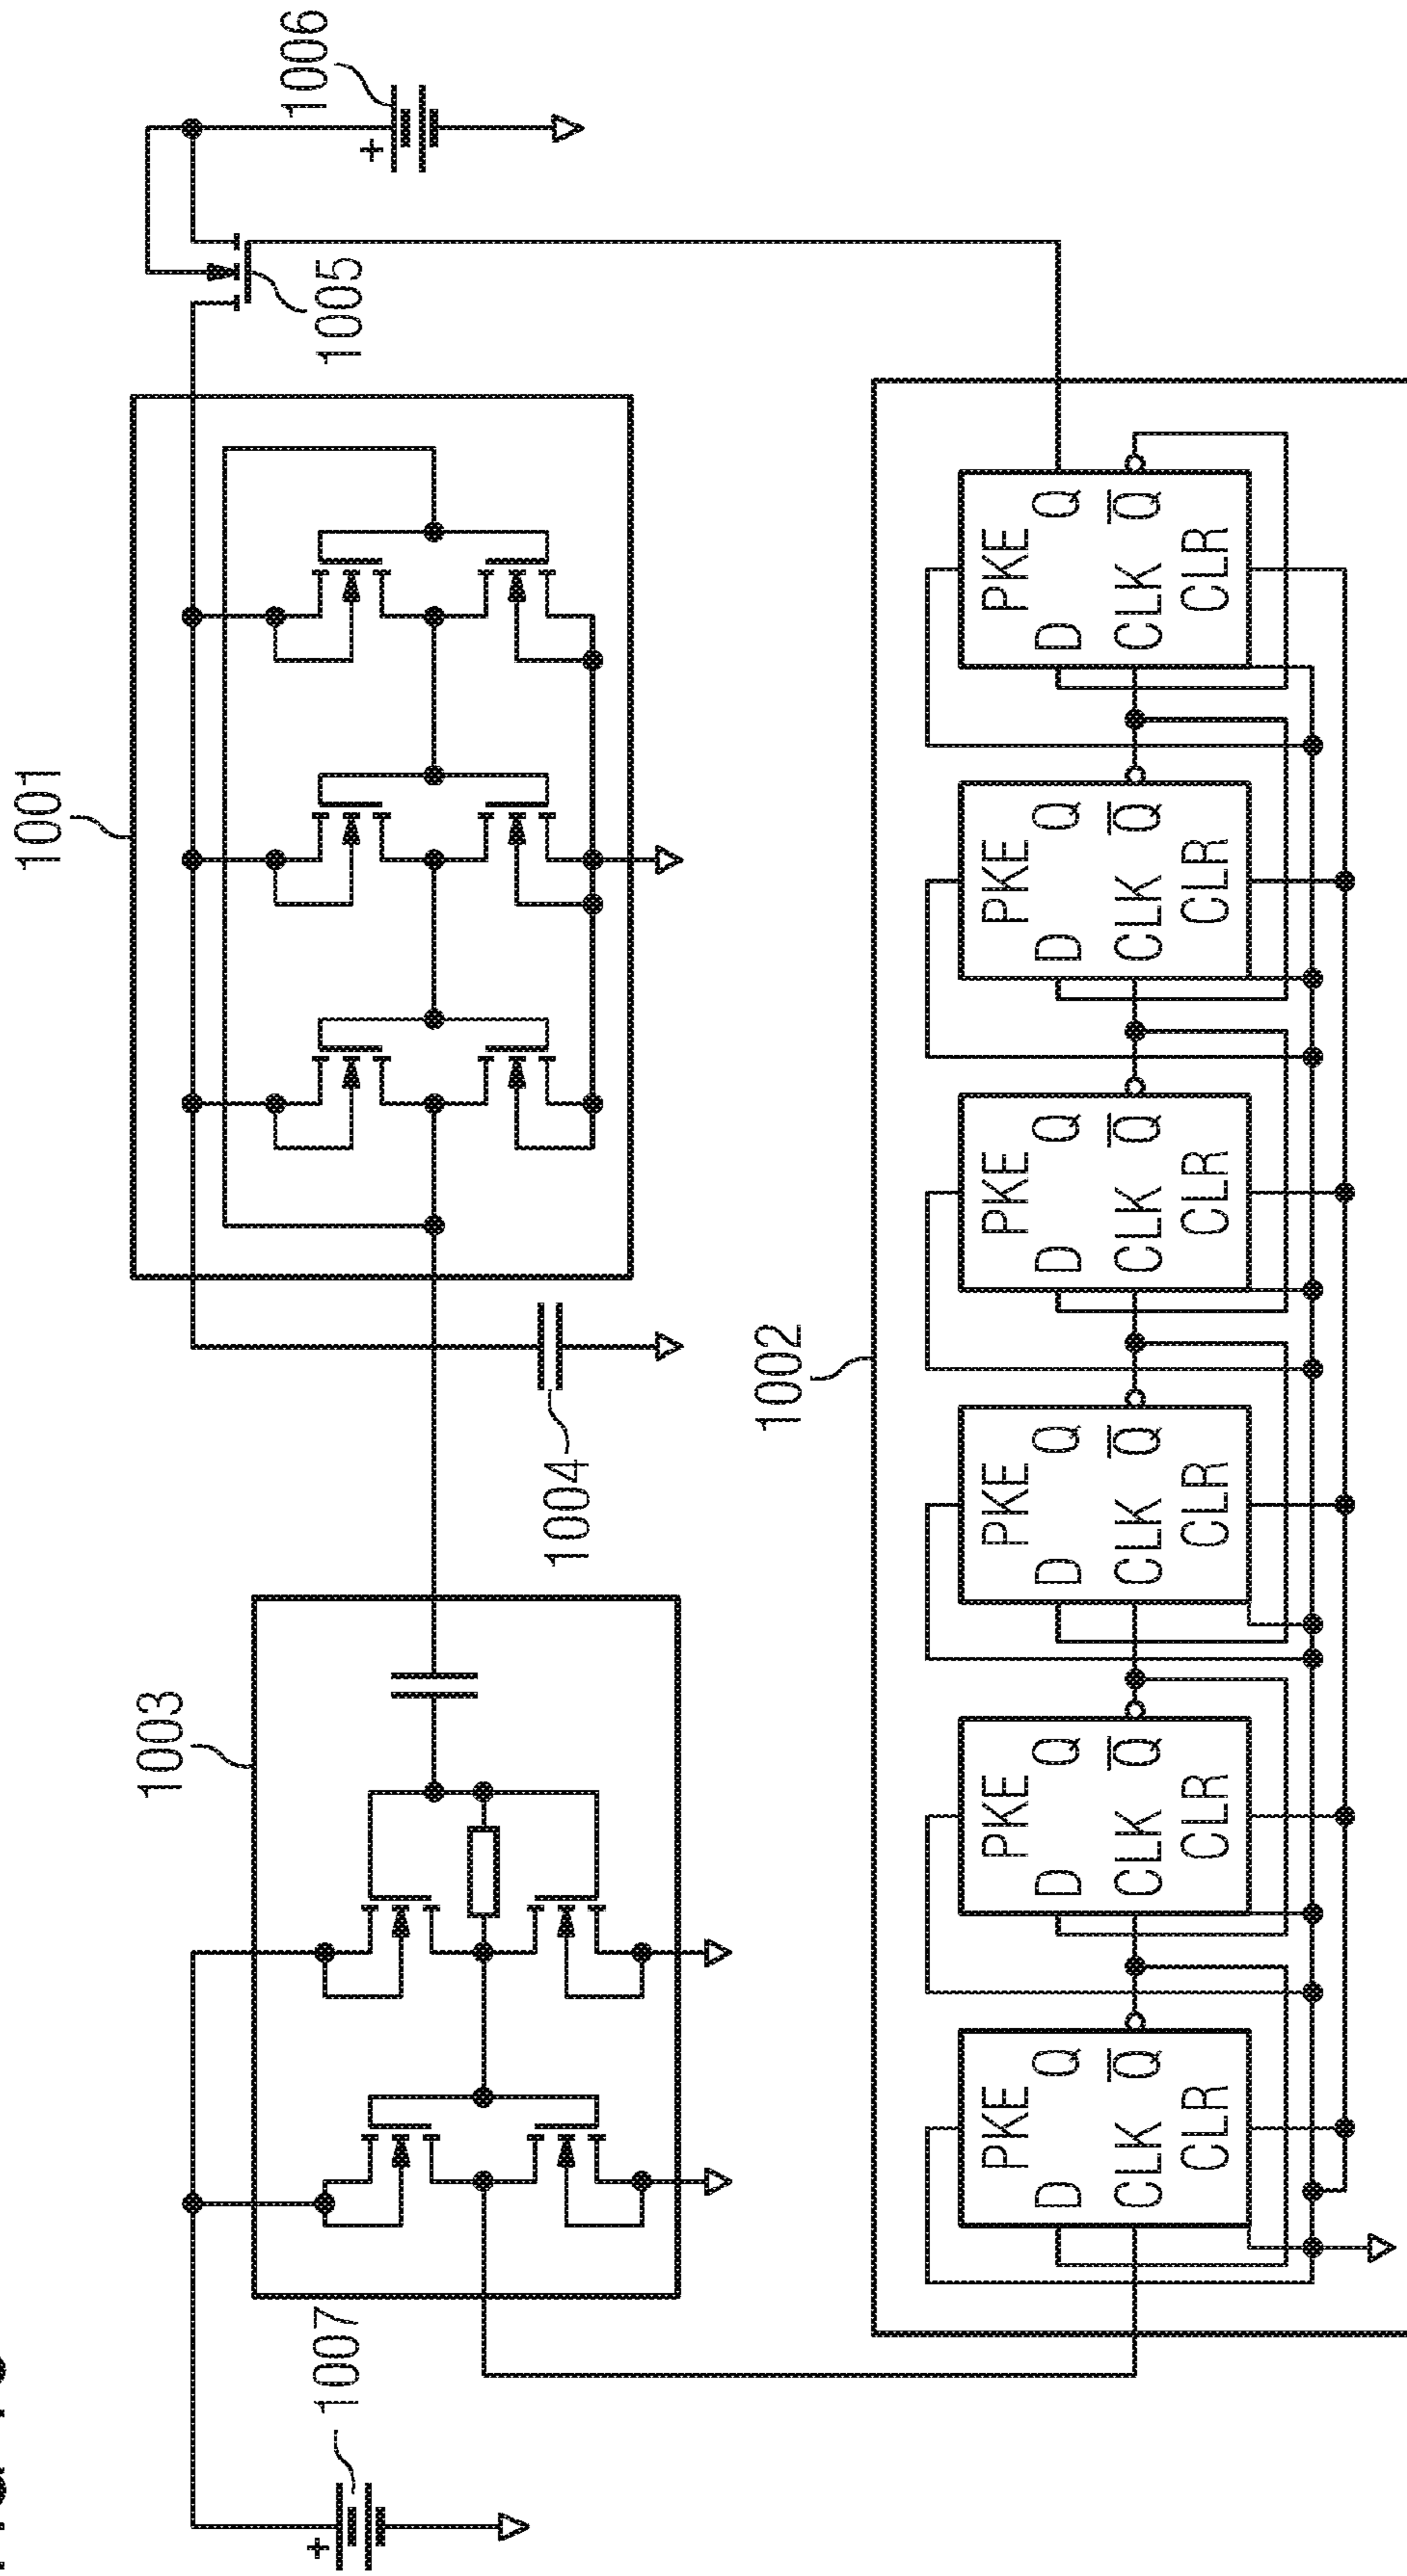 1001
1006
+
1005
1003
1004
1007
+
1002
PKE
D Q
CLK Q̅
CLR
PKE
D Q
CLK Q̅
CLR
PKE
D Q
CLK Q̅
CLR
PKE
D Q
CLK Q̅
CLR
PKE
D Q
CLK Q̅
CLR
PKE
D Q
CLK Q̅
CLR